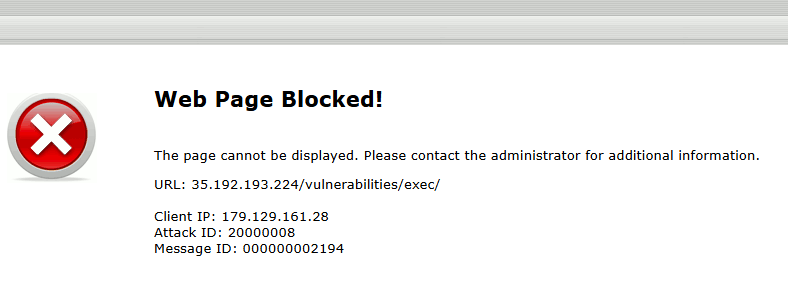 Web Page Blocked!
The page cannot be displayed. Please contact the administrator for additional information.
URL: 35.192.193.224/vulnerabilities/exec/
Client IP: 179.129.161.28
Attack ID: 20000008
Message ID: 000000002194